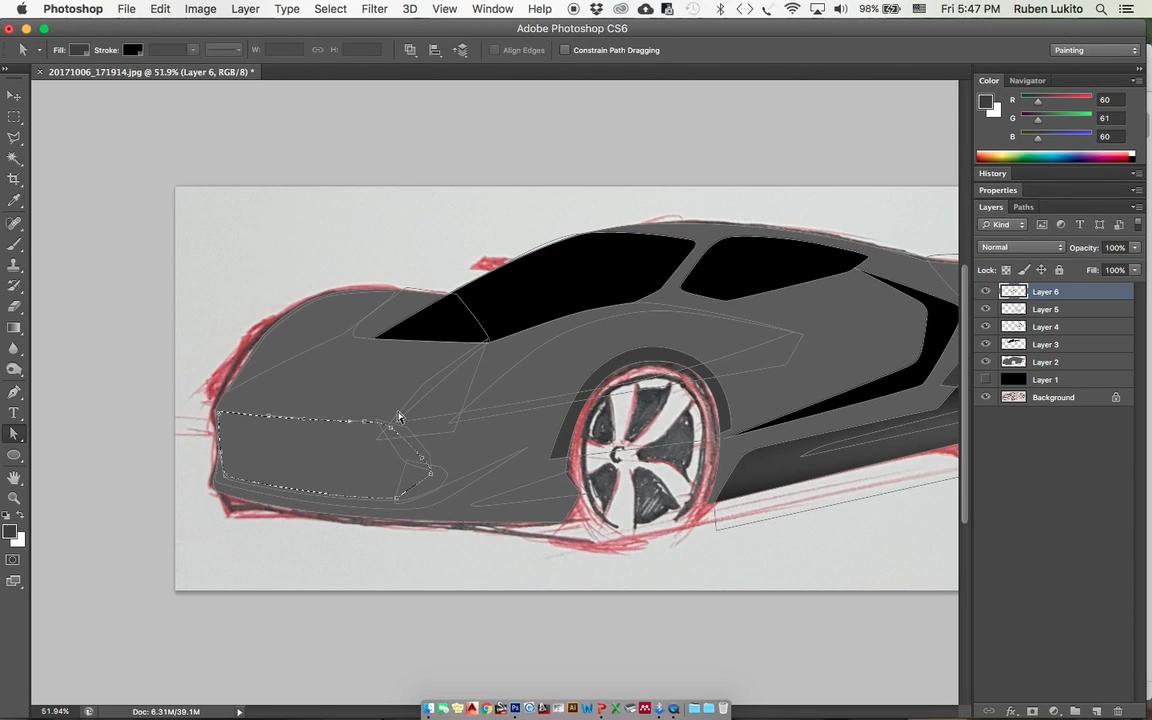 Photoshop File Edit Image Layer Type Select Filter 3D View Window Help 98% Fri 5:47 PM Ruben Lukito
Adobe Photoshop CS6
Fill: Stroke: W: H: Align Edges Constrain Path Dragging Painting
20171006_171914.jpg @ 51.9% (Layer 6, RGB/8) *
Color Navigator
R 60
G 61
B 60
History
Properties
Layers Paths
Kind
Normal Opacity: 100%
Lock: Fill: 100%
Layer 6
Layer 5
Layer 4
Layer 3
Layer 2
Layer 1
Background
51.94% Doc: 6.31M/39.1M